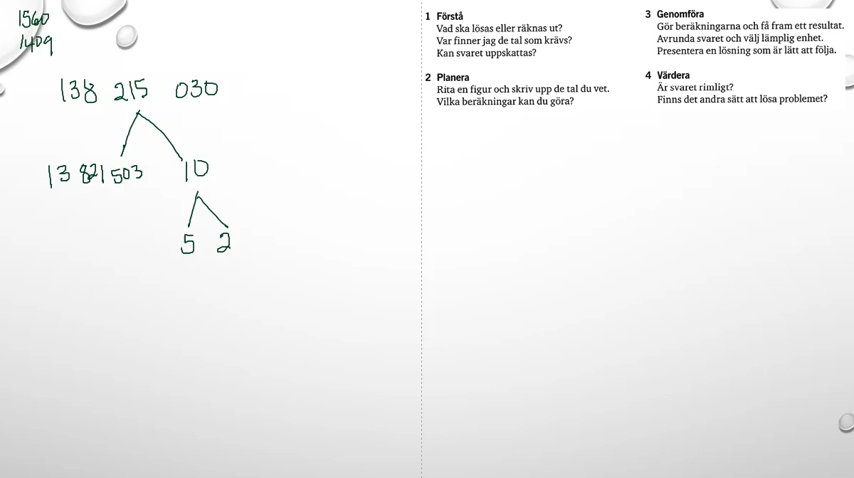 1560
1409
138 215 030
13 821 503 10
5 2
1 Förstå
Vad ska lösas eller räknas ut?
Var finner jag de tal som krävs?
Kan svaret uppskattas?
2 Planera
Rita en figur och skriv upp de tal du vet.
Vilka beräkningar kan du göra?
3 Genomföra
Gör beräkningarna och få fram ett resultat.
Avrunda svaret och välj lämplig enhet.
Presentera en lösning som är lätt att följa.
4 Värdera
Är svaret rimligt?
Finns det andra sätt att lösa problemet?